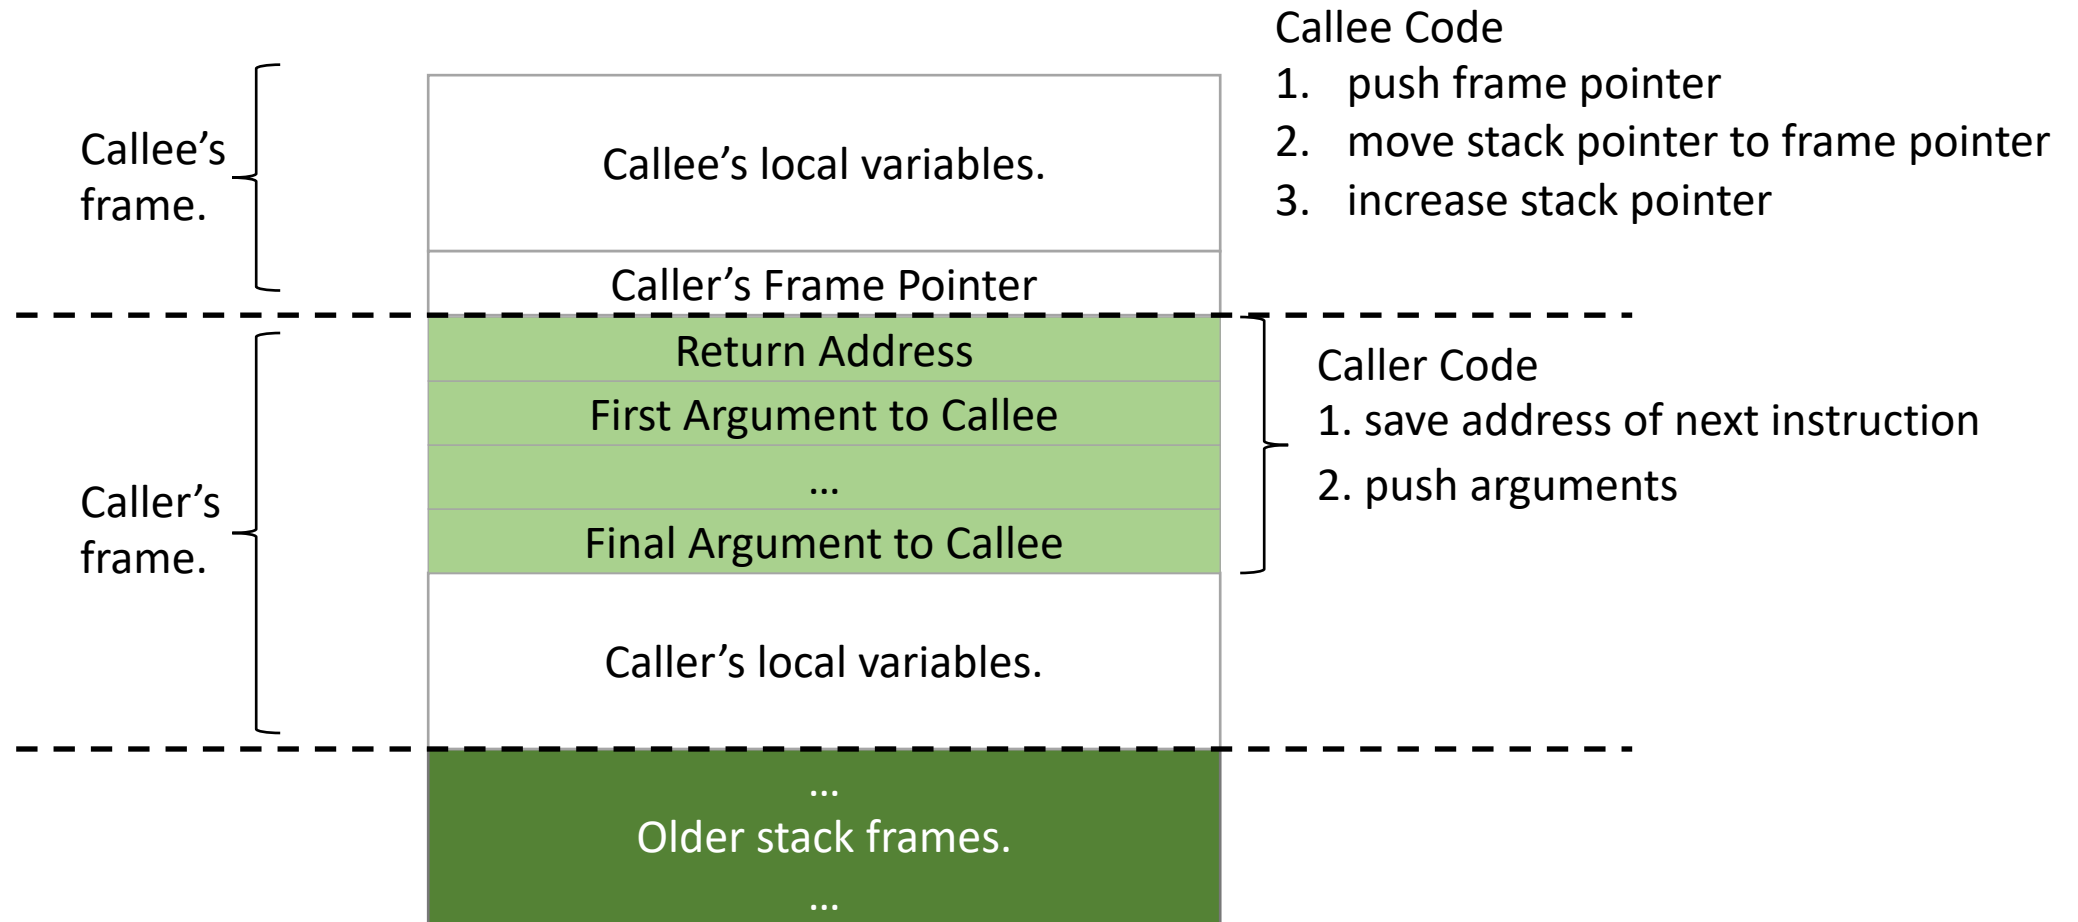 Callee Code
1. push frame pointer
2. move stack pointer to frame pointer
3. increase stack pointer
Callee’s
frame.
Callee’s local variables.
Caller’s Frame Pointer
Return Address
First Argument to Callee
…
Final Argument to Callee
Caller Code
1. save address of next instruction
2. push arguments
Caller’s
frame.
Caller’s local variables.
…
Older stack frames.
…